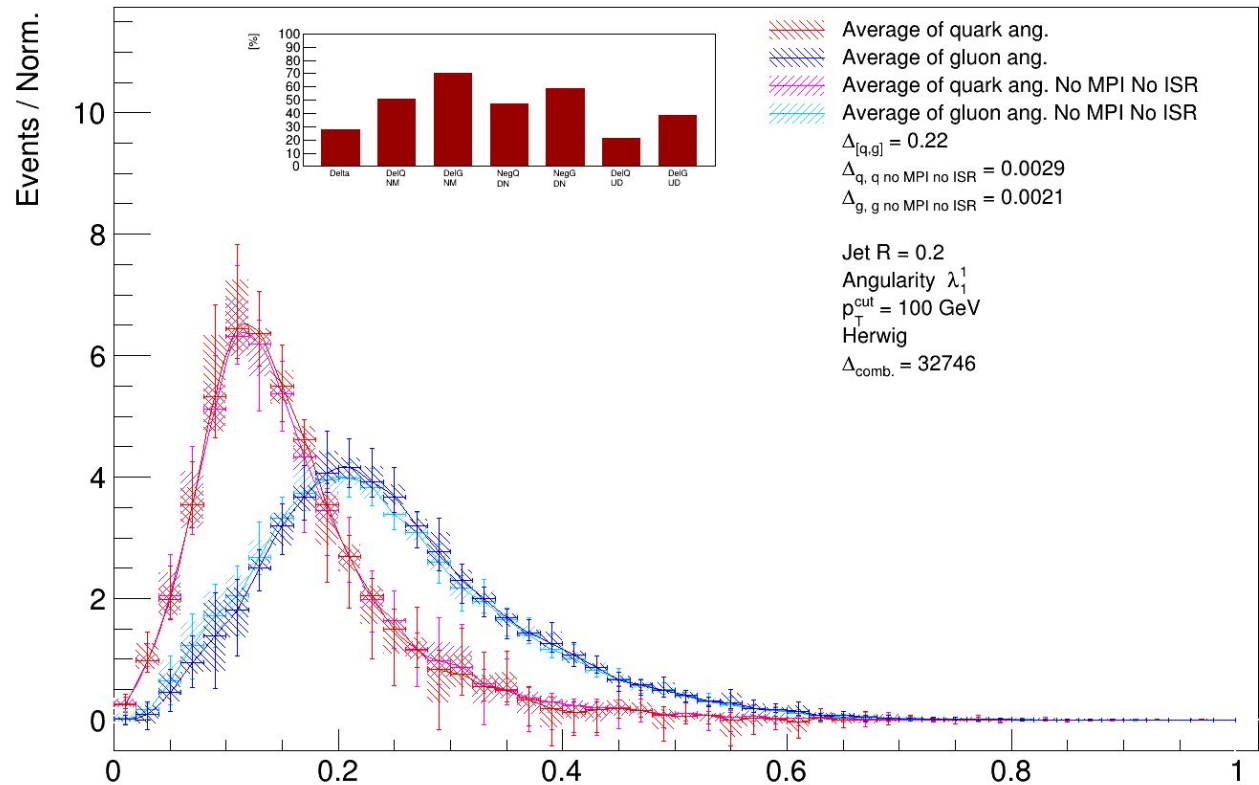 Events / Norm.
10
8
6
4
2
0
0
0.2
0.4
0.6
0.8
1
[%]
100
90
80
70
60
50
40
30
20
10
0
Delta
DelQ
NM
DelG
NM
NegQ
DN
NegG
DN
DelQ
UD
DelG
UD
Average of quark ang.
Average of gluon ang.
Average of quark ang. No MPI No ISR
Average of gluon ang. No MPI No ISR
Δ[q,g] = 0.22
Δq, q no MPI no ISR = 0.0029
Δg, g no MPI no ISR = 0.0021
Jet R = 0.2
Angularity λ₁¹
p_T^cut = 100 GeV
Herwig
Δcomb. = 32746